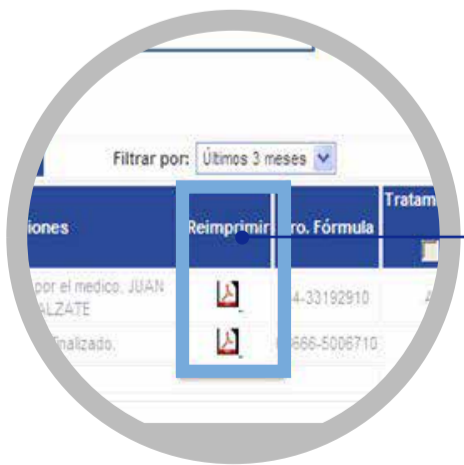 Filtrar por: Últimos 3 meses
iones Reimprimir ro. Fórmula Tratam
por el medico. JUAN 4-33192910
ALZATE
inalizado. 666-5006710